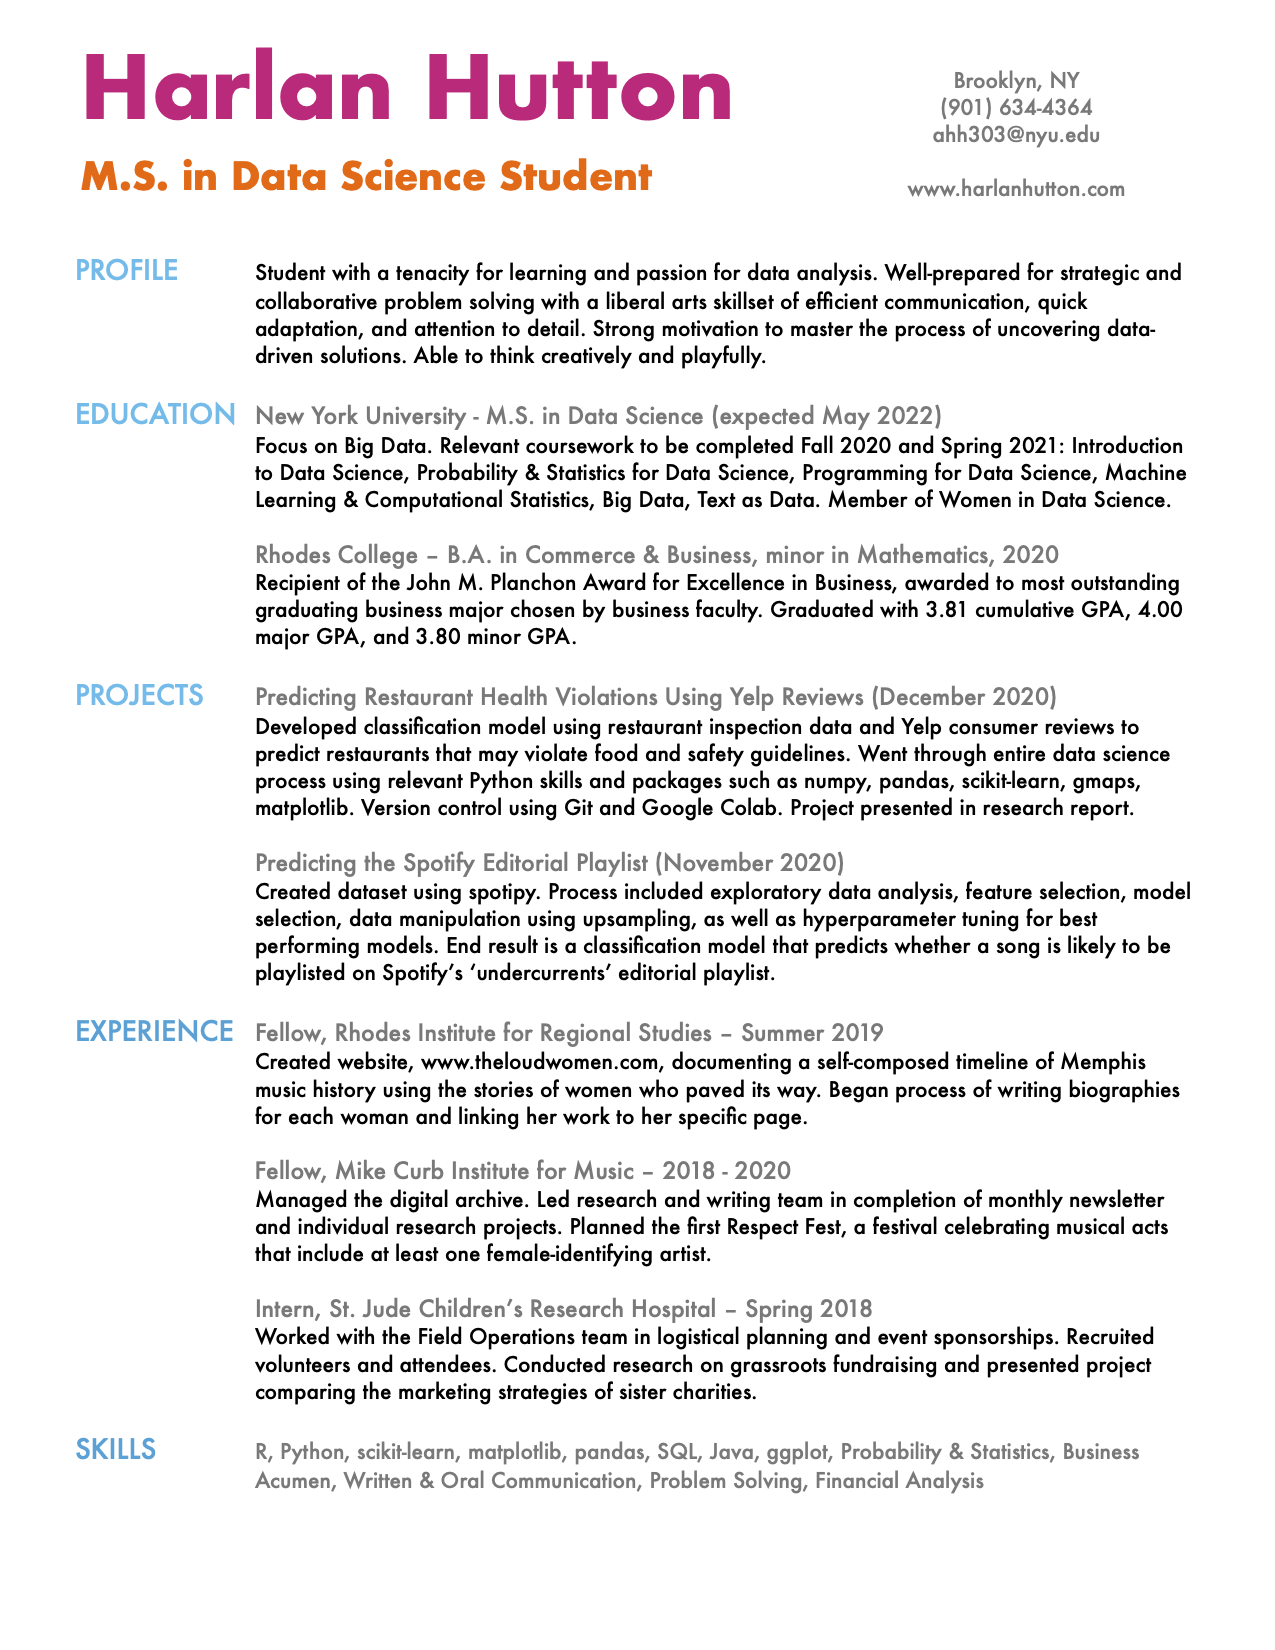 Harlan Hutton
M.S. in Data Science Student
Brooklyn, NY
(901) 634-4364
ahh303@nyu.edu
www.harlanhutton.com
PROFILE
Student with a tenacity for learning and passion for data analysis. Well-prepared for strategic and
collaborative problem solving with a liberal arts skillset of efficient communication, quick
adaptation, and attention to detail. Strong motivation to master the process of uncovering data-
driven solutions. Able to think creatively and playfully.
EDUCATION
New York University - M.S. in Data Science (expected May 2022)
Focus on Big Data. Relevant coursework to be completed Fall 2020 and Spring 2021: Introduction
to Data Science, Probability & Statistics for Data Science, Programming for Data Science, Machine
Learning & Computational Statistics, Big Data, Text as Data. Member of Women in Data Science.
Rhodes College – B.A. in Commerce & Business, minor in Mathematics, 2020
Recipient of the John M. Planchon Award for Excellence in Business, awarded to most outstanding
graduating business major chosen by business faculty. Graduated with 3.81 cumulative GPA, 4.00
major GPA, and 3.80 minor GPA.
PROJECTS
Predicting Restaurant Health Violations Using Yelp Reviews (December 2020)
Developed classification model using restaurant inspection data and Yelp consumer reviews to
predict restaurants that may violate food and safety guidelines. Went through entire data science
process using relevant Python skills and packages such as numpy, pandas, scikit-learn, gmaps,
matplotlib. Version control using Git and Google Colab. Project presented in research report.
Predicting the Spotify Editorial Playlist (November 2020)
Created dataset using spotipy. Process included exploratory data analysis, feature selection, model
selection, data manipulation using upsampling, as well as hyperparameter tuning for best
performing models. End result is a classification model that predicts whether a song is likely to be
playlisted on Spotify’s ‘undercurrents’ editorial playlist.
EXPERIENCE
Fellow, Rhodes Institute for Regional Studies – Summer 2019
Created website, www.theloudwomen.com, documenting a self-composed timeline of Memphis
music history using the stories of women who paved its way. Began process of writing biographies
for each woman and linking her work to her specific page.
Fellow, Mike Curb Institute for Music – 2018 - 2020
Managed the digital archive. Led research and writing team in completion of monthly newsletter
and individual research projects. Planned the first Respect Fest, a festival celebrating musical acts
that include at least one female-identifying artist.
Intern, St. Jude Children’s Research Hospital – Spring 2018
Worked with the Field Operations team in logistical planning and event sponsorships. Recruited
volunteers and attendees. Conducted research on grassroots fundraising and presented project
comparing the marketing strategies of sister charities.
SKILLS
R, Python, scikit-learn, matplotlib, pandas, SQL, Java, ggplot, Probability & Statistics, Business
Acumen, Written & Oral Communication, Problem Solving, Financial Analysis